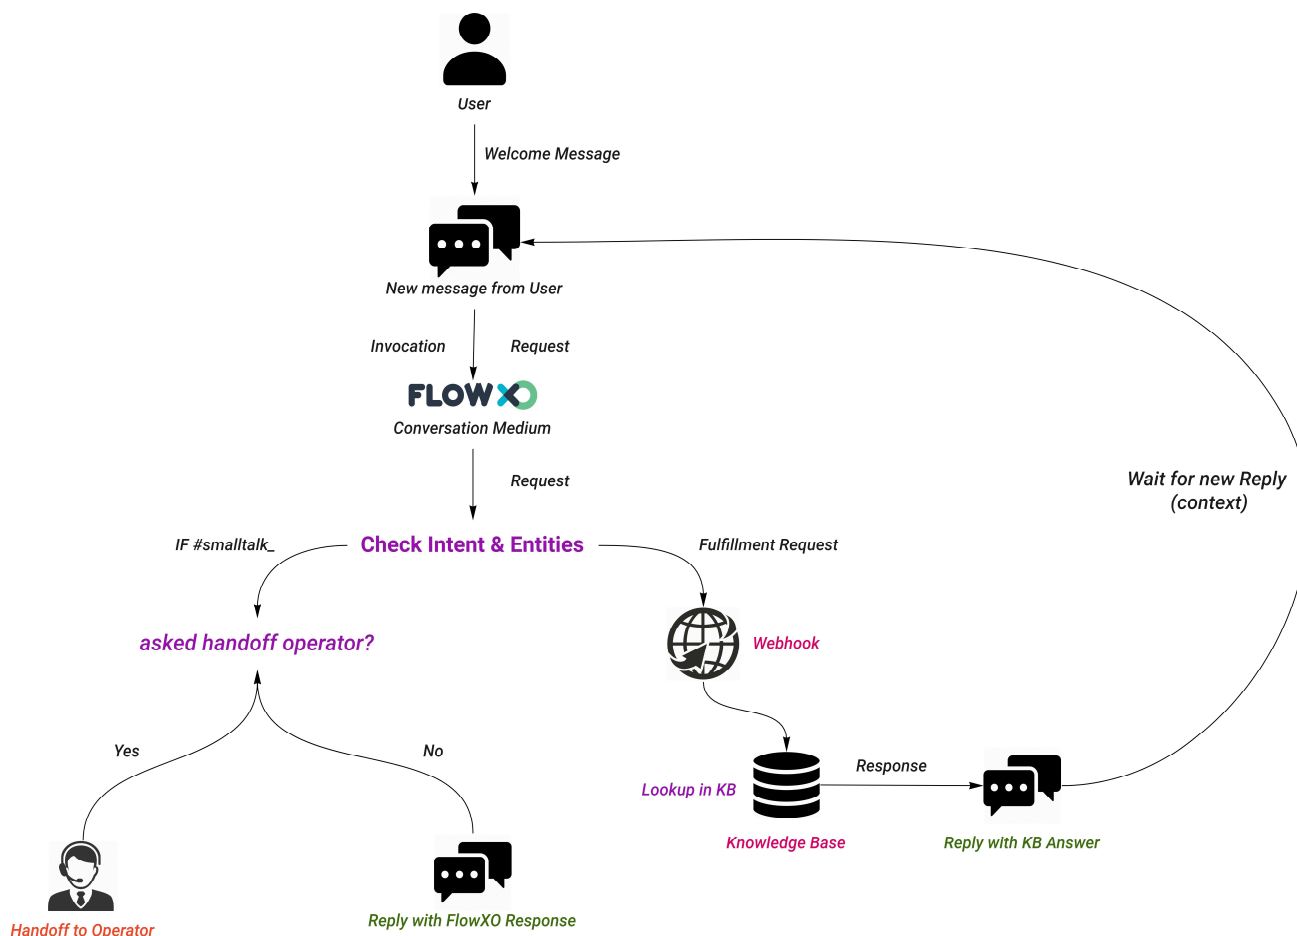 User
Welcome Message
New message from User
Invocation
Request
FLOW XO
Conversation Medium
Request
Wait for new Reply
(context)
IF #smalltalk_
Check Intent & Entities
Fulfillment Request
asked handoff operator?
Webhook
Yes
No
Response
Lookup in KB
Knowledge Base
Reply with KB Answer
Handoff to Operator
Reply with FlowXO Response